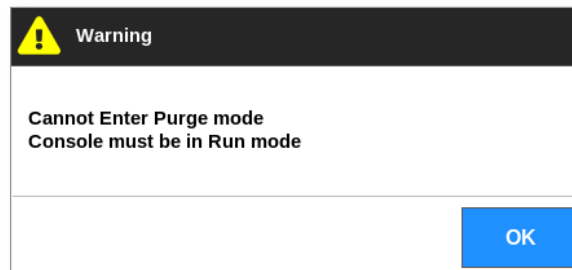 Warning
Cannot Enter Purge mode
Console must be in Run mode
OK